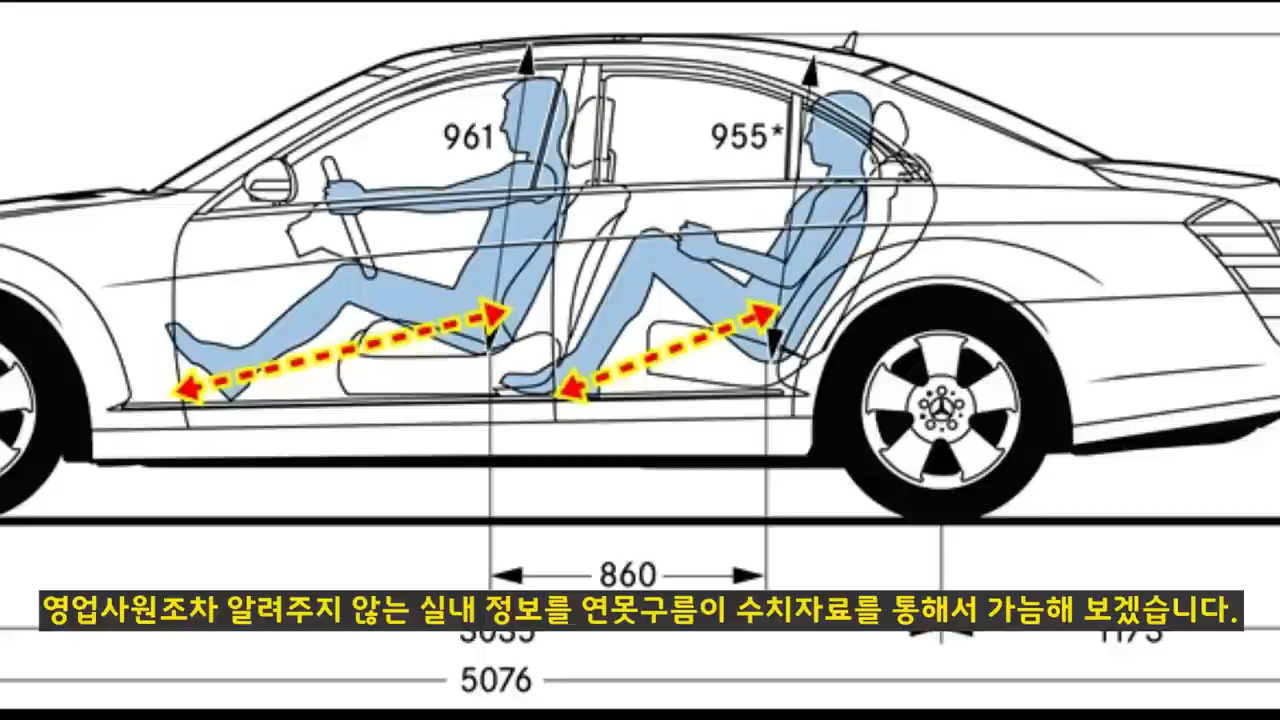 961
955*
860
영업사원조차 알려주지 않는 실내 정보를 연못구름이 수치자료를 통해서 가늠해 보겠습니다.
5076